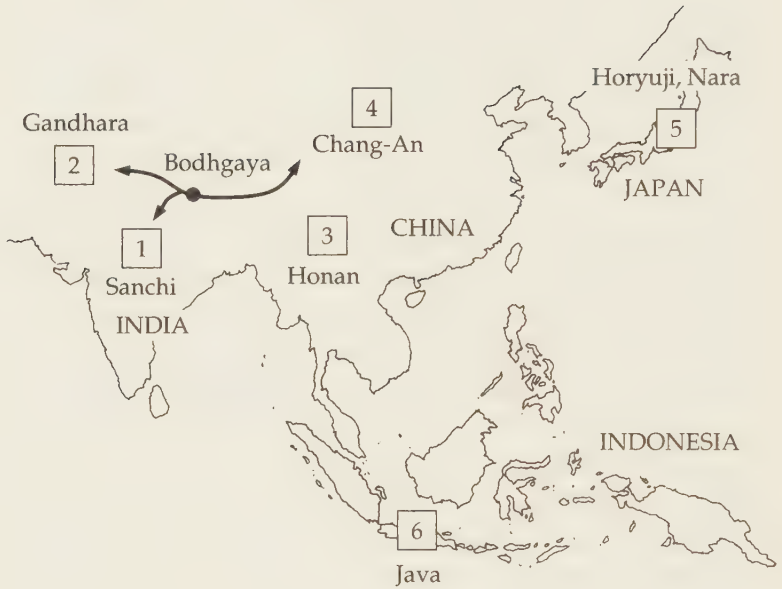 Horyuji, Nara
5
JAPAN
4
Chang-An
Gandhara
2
Bodhgaya
1
Sanchi
INDIA
3
Honan
CHINA
INDONESIA
6
Java